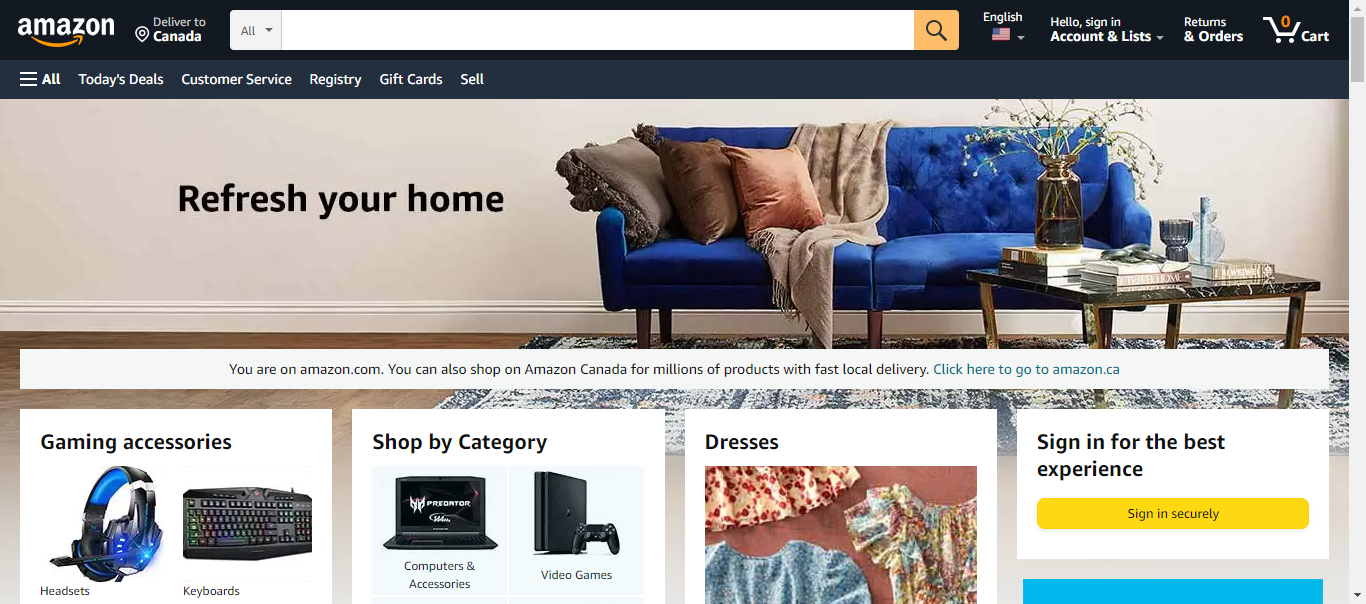 amazon
Deliver to
Canada
All
English
Hello, sign in
Account & Lists
Returns
& Orders
0
Cart
All
Today's Deals
Customer Service
Registry
Gift Cards
Sell
Refresh your home
You are on amazon.com. You can also shop on Amazon Canada for millions of products with fast local delivery. Click here to go to amazon.ca
Gaming accessories
Headsets
Keyboards
Shop by Category
PREDATOR
Computers &
Accessories
Video Games
Dresses
Sign in for the best
experience
Sign in securely